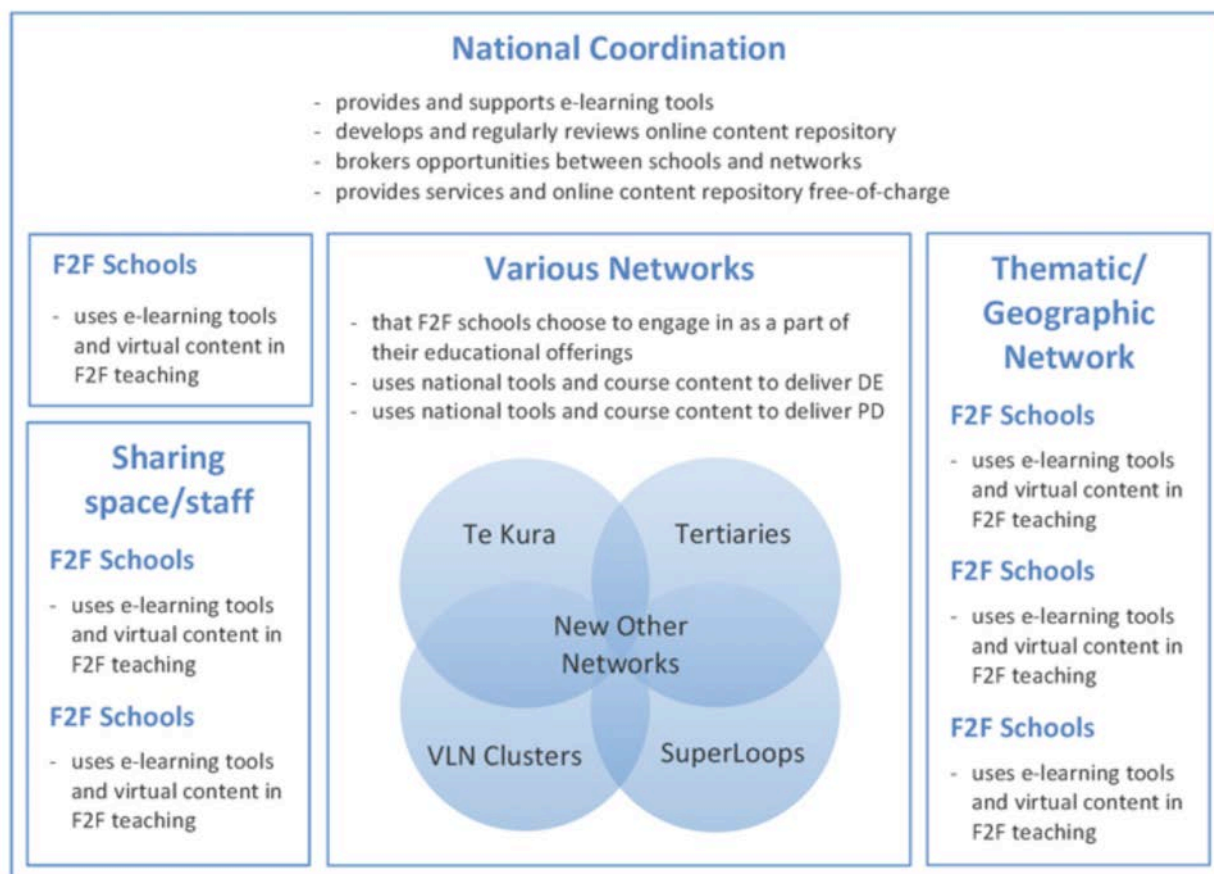 National Coordination
- provides and supports e-learning tools
- develops and regularly reviews online content repository
- brokers opportunities between schools and networks
- provides services and online content repository free-of-charge
F2F Schools
- uses e-learning tools
and virtual content in
F2F teaching
Sharing
space/staff
F2F Schools
- uses e-learning tools
and virtual content in
F2F teaching
F2F Schools
- uses e-learning tools
and virtual content in
F2F teaching
Various Networks
- that F2F schools choose to engage in as a part of
their educational offerings
- uses national tools and course content to deliver DE
- uses national tools and course content to deliver PD
Te Kura
Tertiaries
New Other
Networks
VLN Clusters
SuperLoops
Thematic/
Geographic
Network
F2F Schools
- uses e-learning tools
and virtual content in
F2F teaching
F2F Schools
- uses e-learning tools
and virtual content in
F2F teaching
F2F Schools
- uses e-learning tools
and virtual content in
F2F teaching